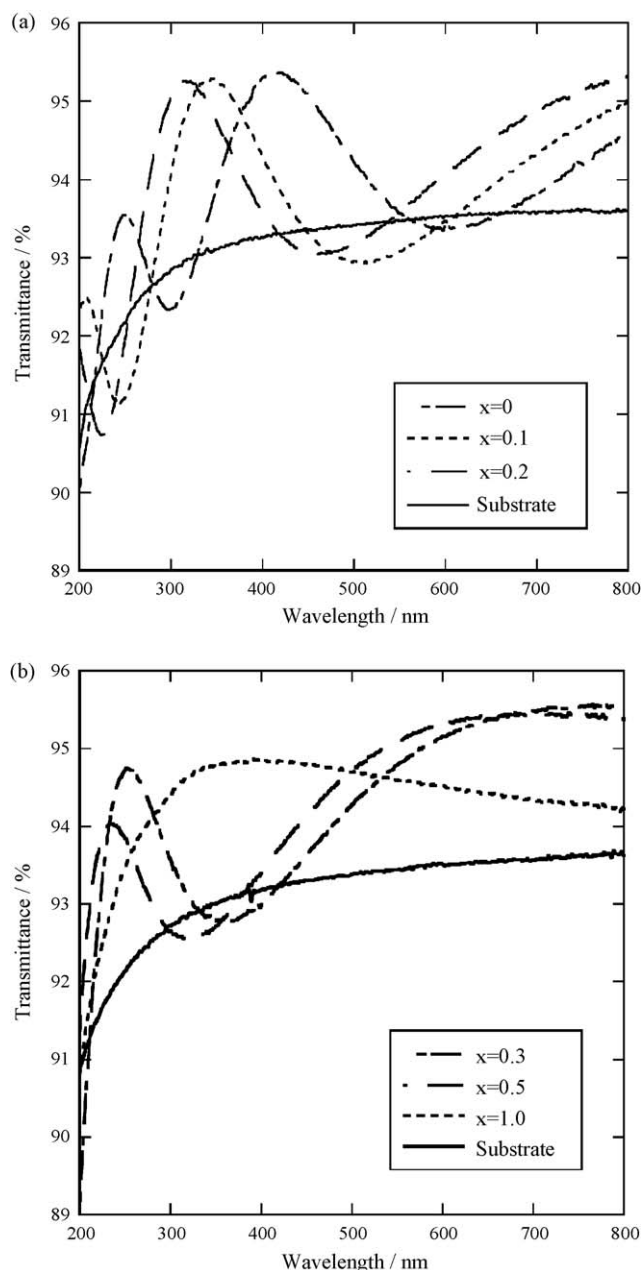 (a)
96
95
94
93
92
91
90
89
Transmittance / %
x=0
x=0.1
x=0.2
Substrate
200 300 400 500 600 700 800
Wavelength / nm
(b)
96
95
94
93
92
91
90
89
Transmittance / %
x=0.3
x=0.5
x=1.0
Substrate
200 300 400 500 600 700 800
Wavelength / nm